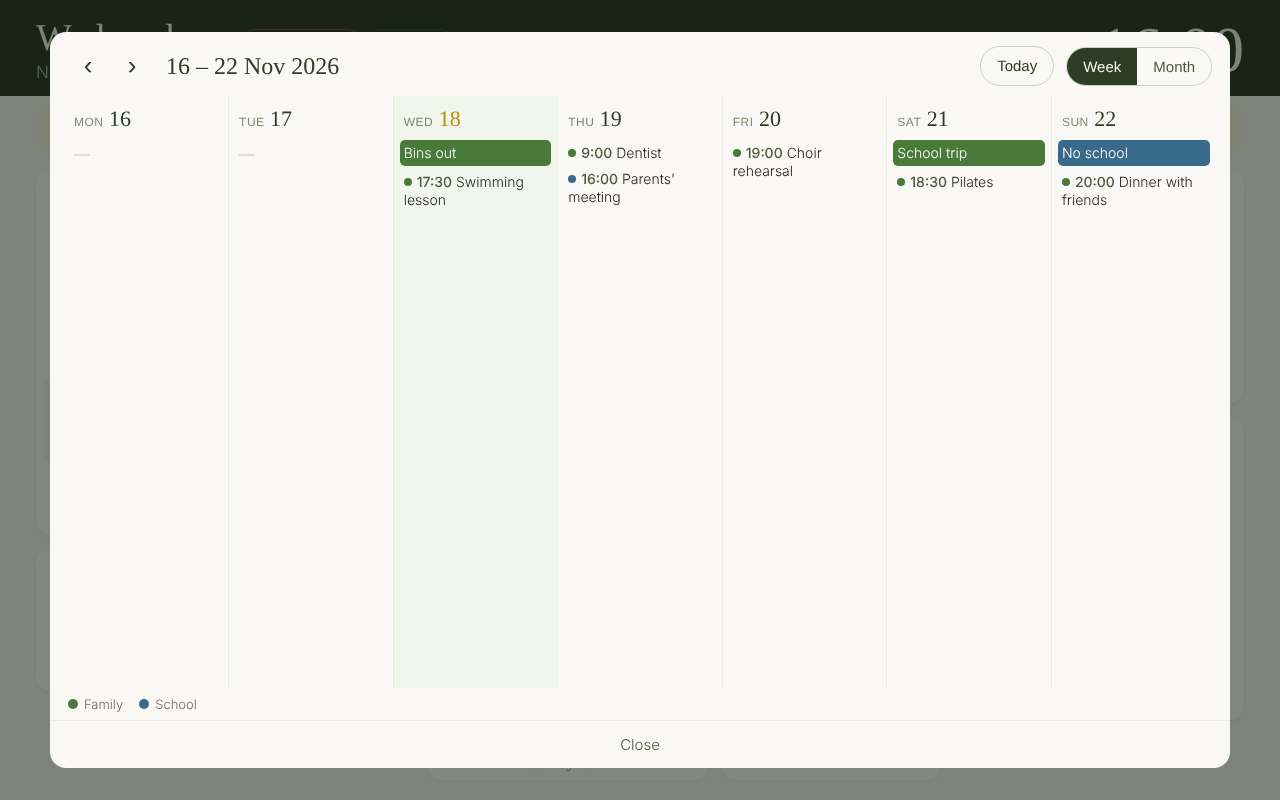 ‹ › 16 – 22 Nov 2026 Today Week Month
MON 16
—
TUE 17
—
WED 18
Bins out
17:30 Swimming
lesson
THU 19
9:00 Dentist
16:00 Parents'
meeting
FRI 20
19:00 Choir
rehearsal
SAT 21
School trip
18:30 Pilates
SUN 22
No school
20:00 Dinner with
friends
Family School
Close